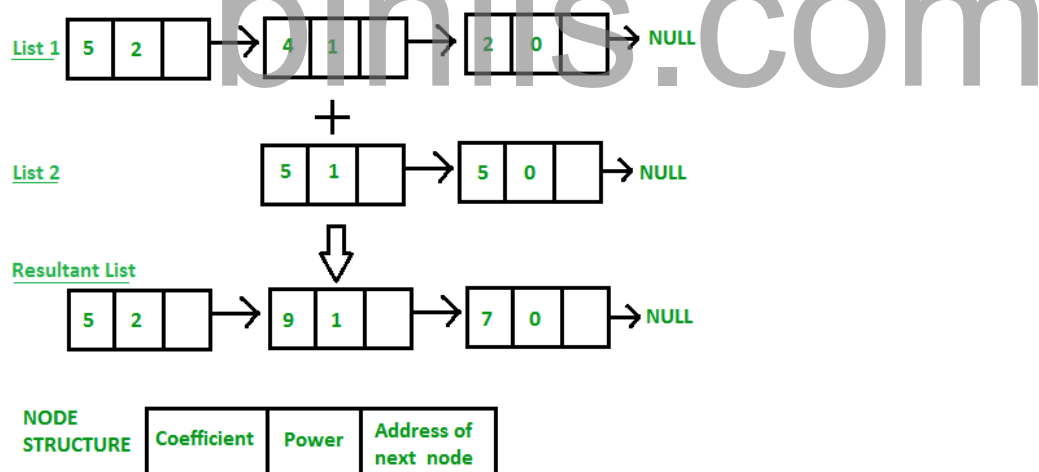 binils.com
List 1 5 2 4 1 2 0 NULL
+
List 2 5 1 5 0 NULL
Resultant List
5 2 9 1 7 0 NULL
NODE STRUCTURE
Coefficient
Power
Address of
next node